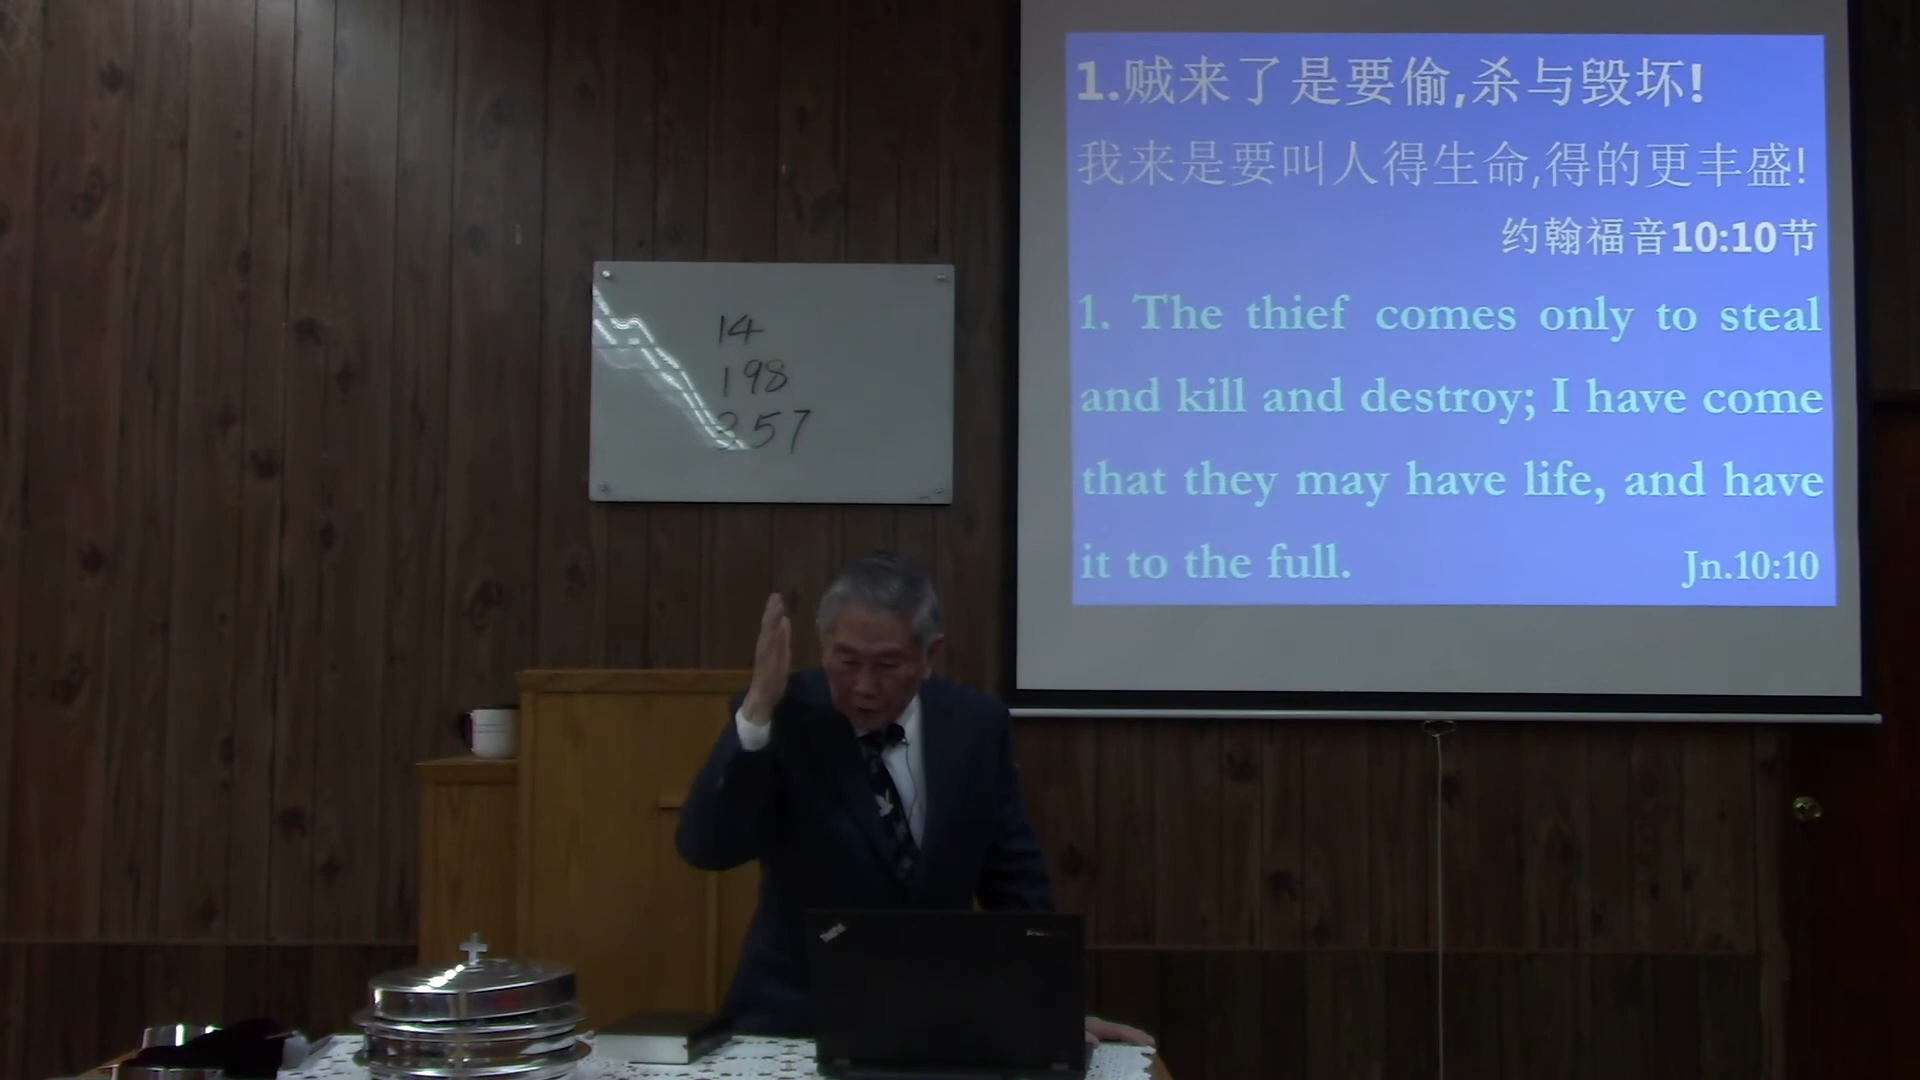 1.贼来了是要偷,杀与毁坏!
我来是要叫人得生命,得的更丰盛!
约翰福音10:10节
1. The thief comes only to steal
and kill and destroy; I have come
that they may have life, and have
it to the full.
Jn.10:10
14
198
357
ThinkPad